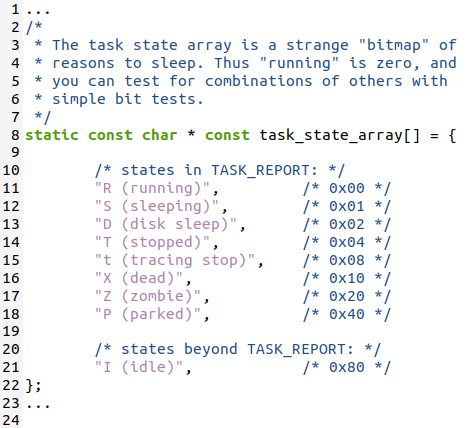 1 ...
2 /*
3  * The task state array is a strange "bitmap" of
4  * reasons to sleep. Thus "running" is zero, and
5  * you can test for combinations of others with
6  * simple bit tests.
7  */
8 static const char * const task_state_array[] = {
9
10         /* states in TASK_REPORT: */
11         "R (running)",          /* 0x00 */
12         "S (sleeping)",         /* 0x01 */
13         "D (disk sleep)",       /* 0x02 */
14         "T (stopped)",          /* 0x04 */
15         "t (tracing stop)",     /* 0x08 */
16         "X (dead)",             /* 0x10 */
17         "Z (zombie)",           /* 0x20 */
18         "P (parked)",           /* 0x40 */
19
20         /* states beyond TASK_REPORT: */
21         "I (idle)",             /* 0x80 */
22 };
23 ...
24